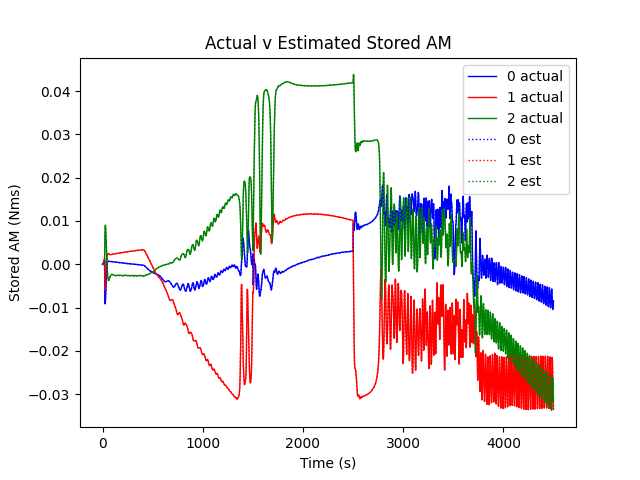 Actual v Estimated Stored AM
Stored AM (Nms)
0.04
0.03
0.02
0.01
0.00
−0.01
−0.02
−0.03
0 actual
1 actual
2 actual
0 est
1 est
2 est
0
1000
2000
3000
4000
Time (s)